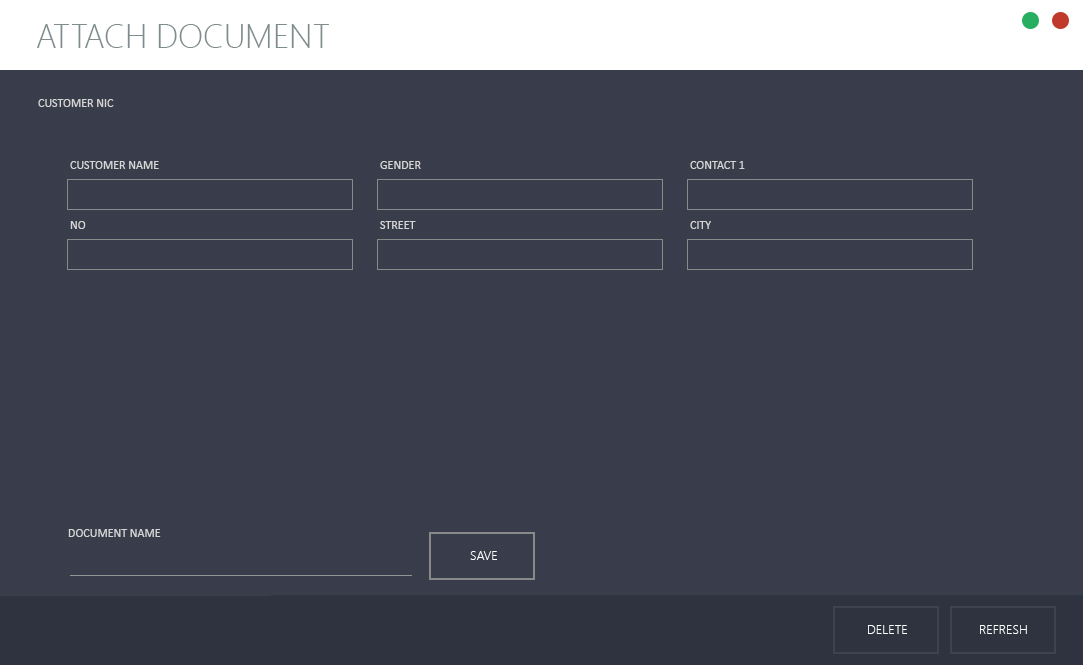 ATTACH DOCUMENT
CUSTOMER NIC
CUSTOMER NAME GENDER CONTACT 1
NO STREET CITY
DOCUMENT NAME
SAVE
DELETE REFRESH